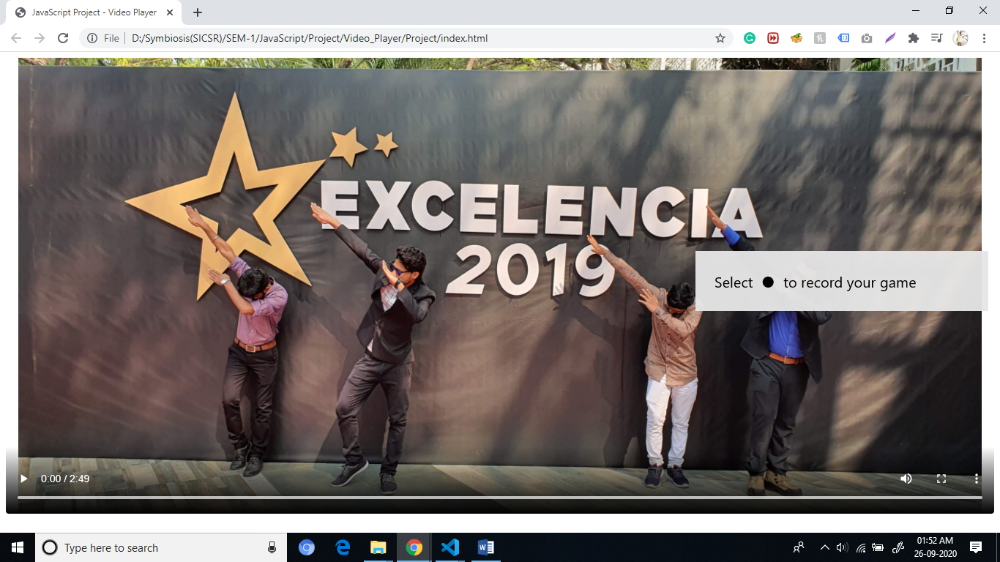 JavaScript Project - Video Player
File
D:/Symbiosis(SICSR)/SEM-1/JavaScript/Project/Video_Player/Project/index.html
EXCELENCIA
2019
Select to record your game
0:00 / 2:49
Type here to search
01:52 AM
26-09-2020